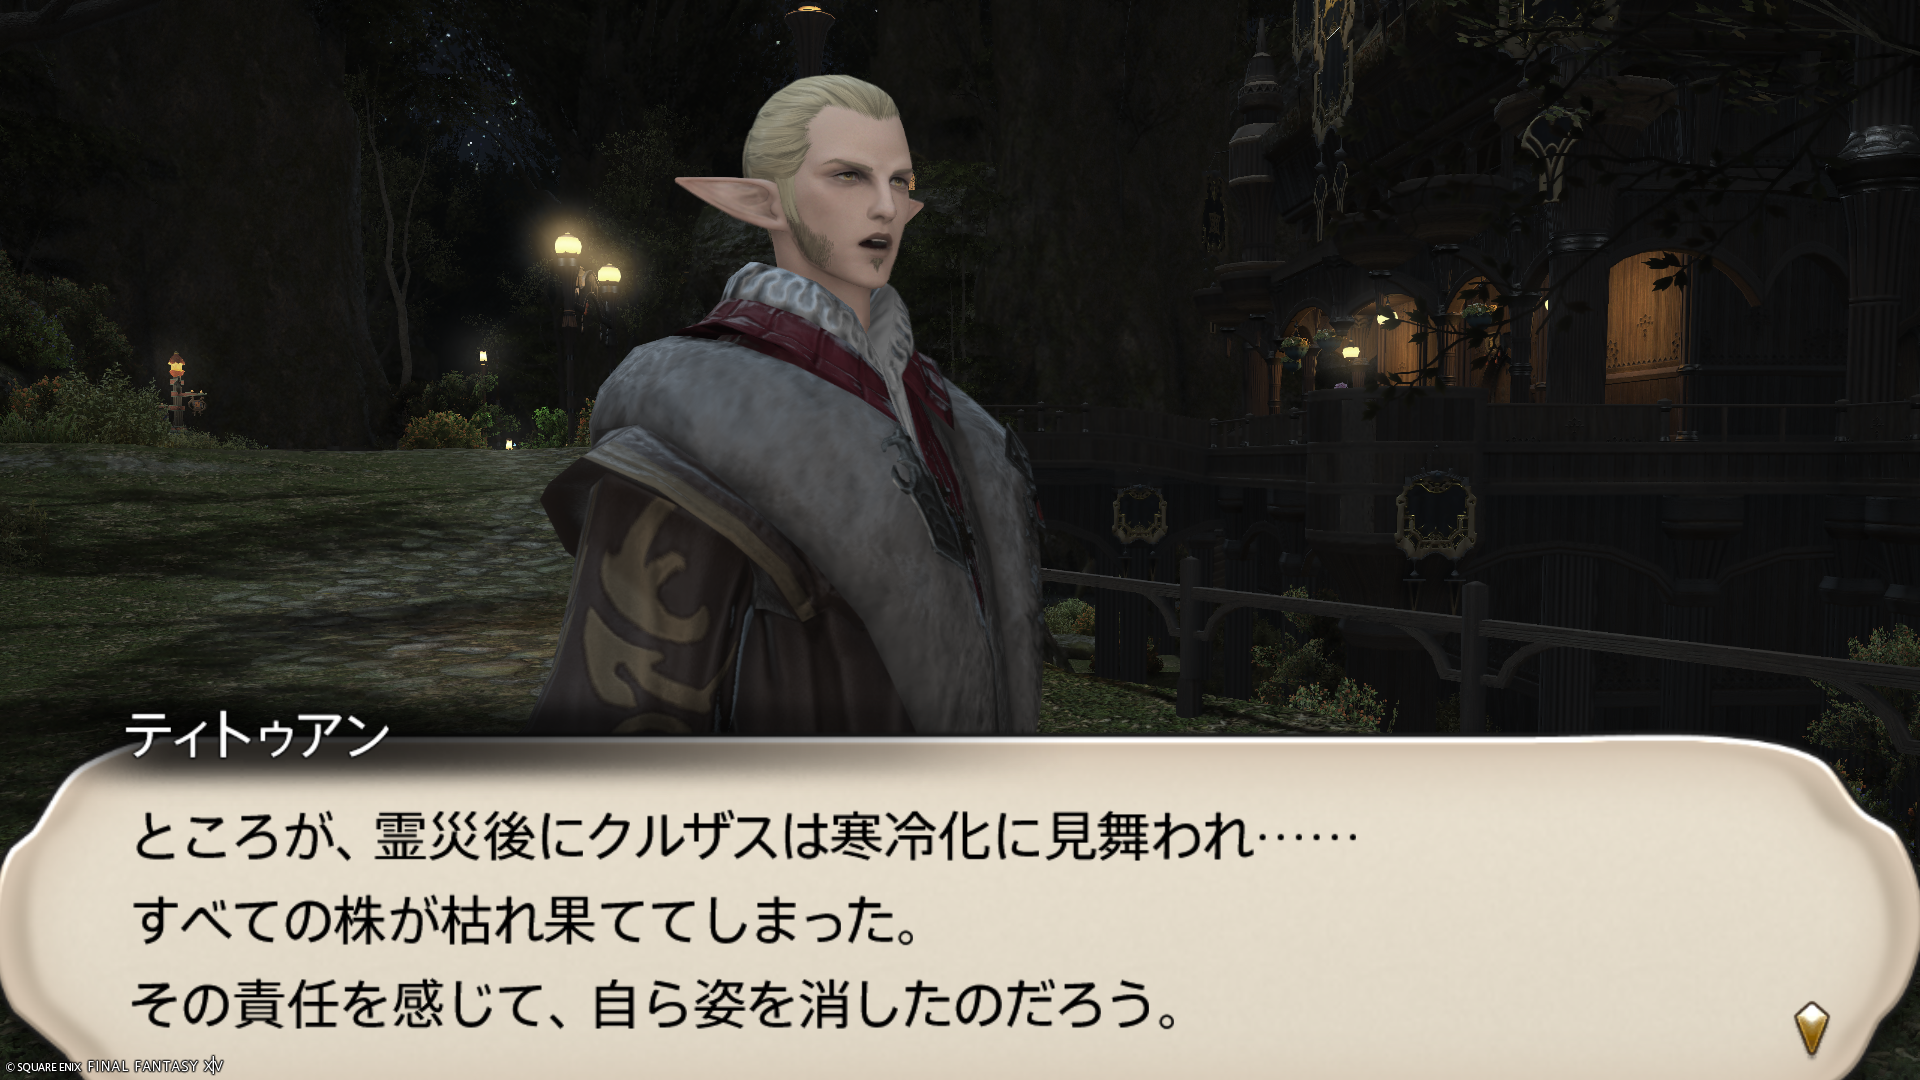 ティトゥアン
ところが、霊災後にクルザスは寒冷化に見舞われ……
すべての株が枯れ果ててしまった。
その責任を感じて、自ら姿を消したのだろう。
© SQUARE ENIX FINAL FANTASY XIV